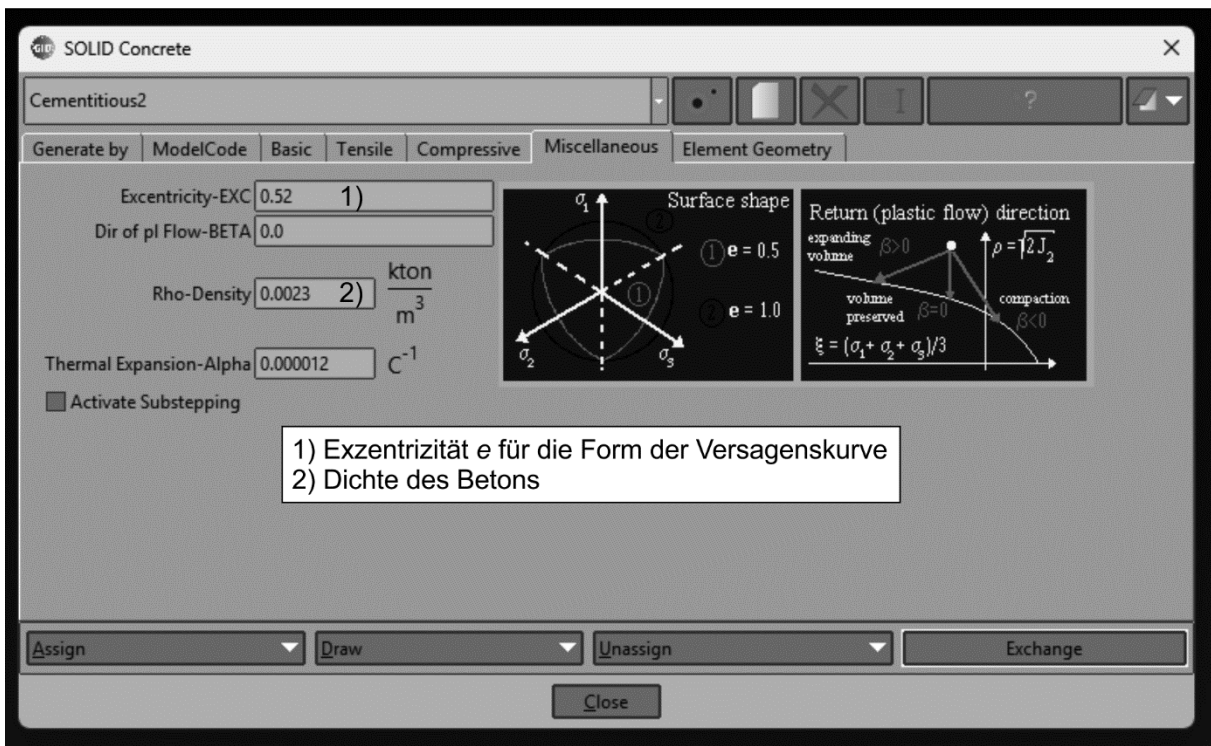 SOLID Concrete
Cementitious2
?
Generate by ModelCode Basic Tensile Compressive Miscellaneous Element Geometry
Excentricity-EXC 0.52 1)
Dir of pl Flow-BETA 0.0
Rho-Density 0.0023 2) kton/m³
Thermal Expansion-Alpha 0.000012 C⁻¹
Activate Substepping
Surface shape
σ₁
2
1 e = 0.5
1
2 e = 1.0
σ₂ σ₃
Return (plastic flow) direction
expanding volume β>0
ρ=√2J₂
volume preserved β=0
compaction β<0
ξ = (σ₁+ σ₂+ σ₃)/3
1) Exzentrizität e für die Form der Versagenskurve
2) Dichte des Betons
Assign Draw Unassign Exchange
Close